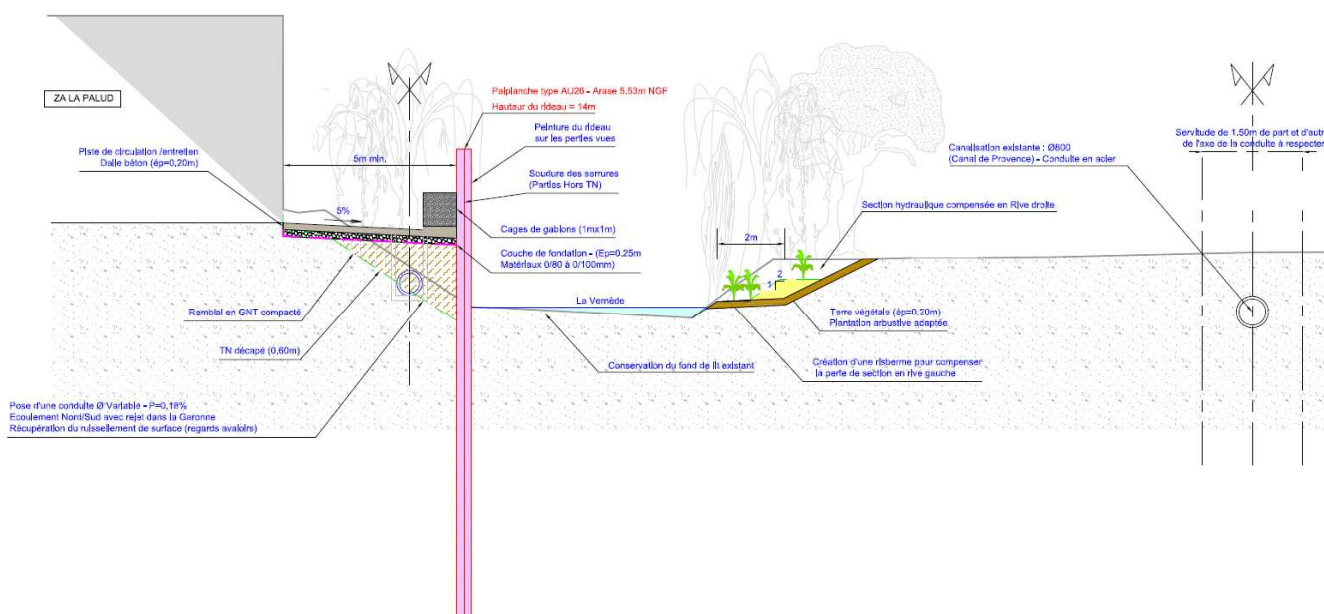 Palplanche type AU26 - Arase 5,53m NGF
Hauteur du rideau = 14m
ZA LA PALUD
Peinture du rideau
sur les parties vues
Piste de circulation /entretien
Dalle béton (ép=0,20m)
5m min.
Soudure des serrures
(Parties Hors TN)
Canalisation existante : Ø800
(Canal de Provence) - Conduite en acier
Servitude de 1.50m de part et d'autr
de l'axe de la conduite à respecter
5%
Cages de gabions (1mx1m)
Section hydraulique compensée en Rive droite
2m
Couche de fondation - (Ep=0.25m
Matériaux 0/80 à 0/100mm)
2
1
La Vernède
Remblai en GNT compacté
Terre végétale (ép=0,20m)
Plantation arbustive adaptée
TN décapé (0,60m)
Conservation du fond de lit existant
Création d'une risberme pour compenser
la perte de section en rive gauche
Pose d'une conduite Ø Variable - P=0,18%
Ecoulement Nord/Sud avec rejet dans la Garonne
Récupération du ruissellement de surface (regards avaloirs)